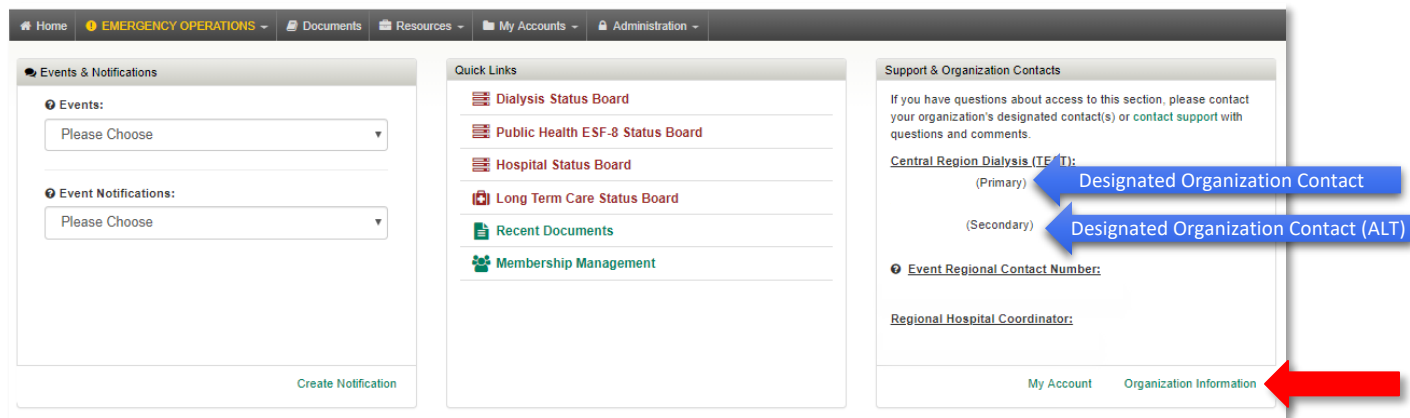 Home EMERGENCY OPERATIONS Documents Resources My Accounts Administration
Events & Notifications
Events:
Please Choose
Event Notifications:
Please Choose
Create Notification
Quick Links
Dialysis Status Board
Public Health ESF-8 Status Board
Hospital Status Board
Long Term Care Status Board
Recent Documents
Membership Management
Support & Organization Contacts
If you have questions about access to this section, please contact
your organization's designated contact(s) or contact support with
questions and comments.
Central Region Dialysis (TEST):
(Primary)
Designated Organization Contact
(Secondary)
Designated Organization Contact (ALT)
Event Regional Contact Number:
Regional Hospital Coordinator:
My Account Organization Information